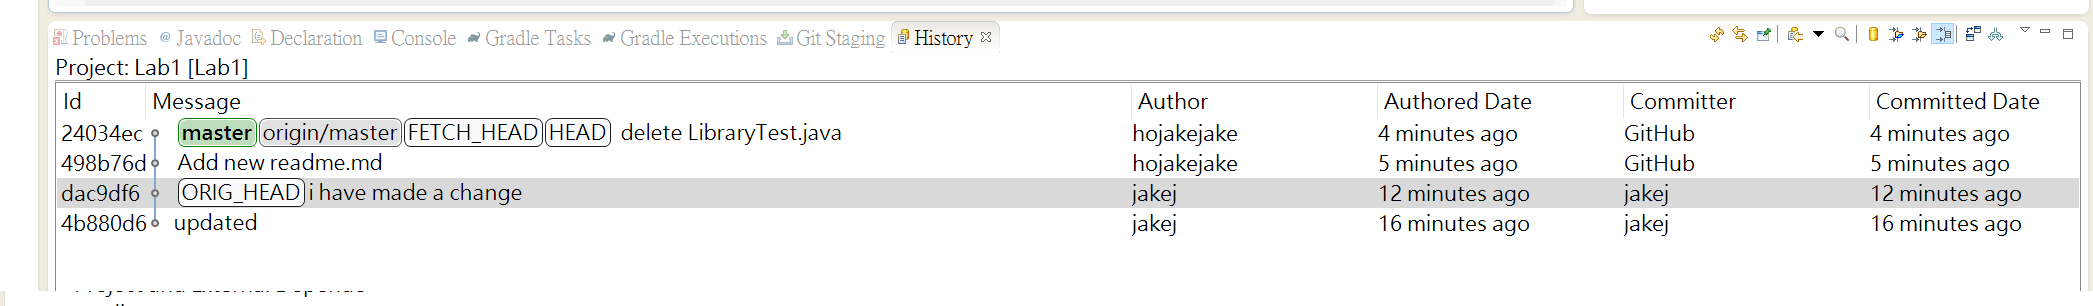 Problems Javadoc Declaration Console Gradle Tasks Gradle Executions Git Staging History
Project: Lab1 [Lab1]
Id Message Author Authored Date Committer Committed Date
24034ec master origin/master FETCH_HEAD HEAD delete LibraryTest.java hojakejake 4 minutes ago GitHub 4 minutes ago
498b76d Add new readme.md hojakejake 5 minutes ago GitHub 5 minutes ago
dac9df6 ORIG_HEAD i have made a change jakej 12 minutes ago jakej 12 minutes ago
4b880d6 updated jakej 16 minutes ago jakej 16 minutes ago